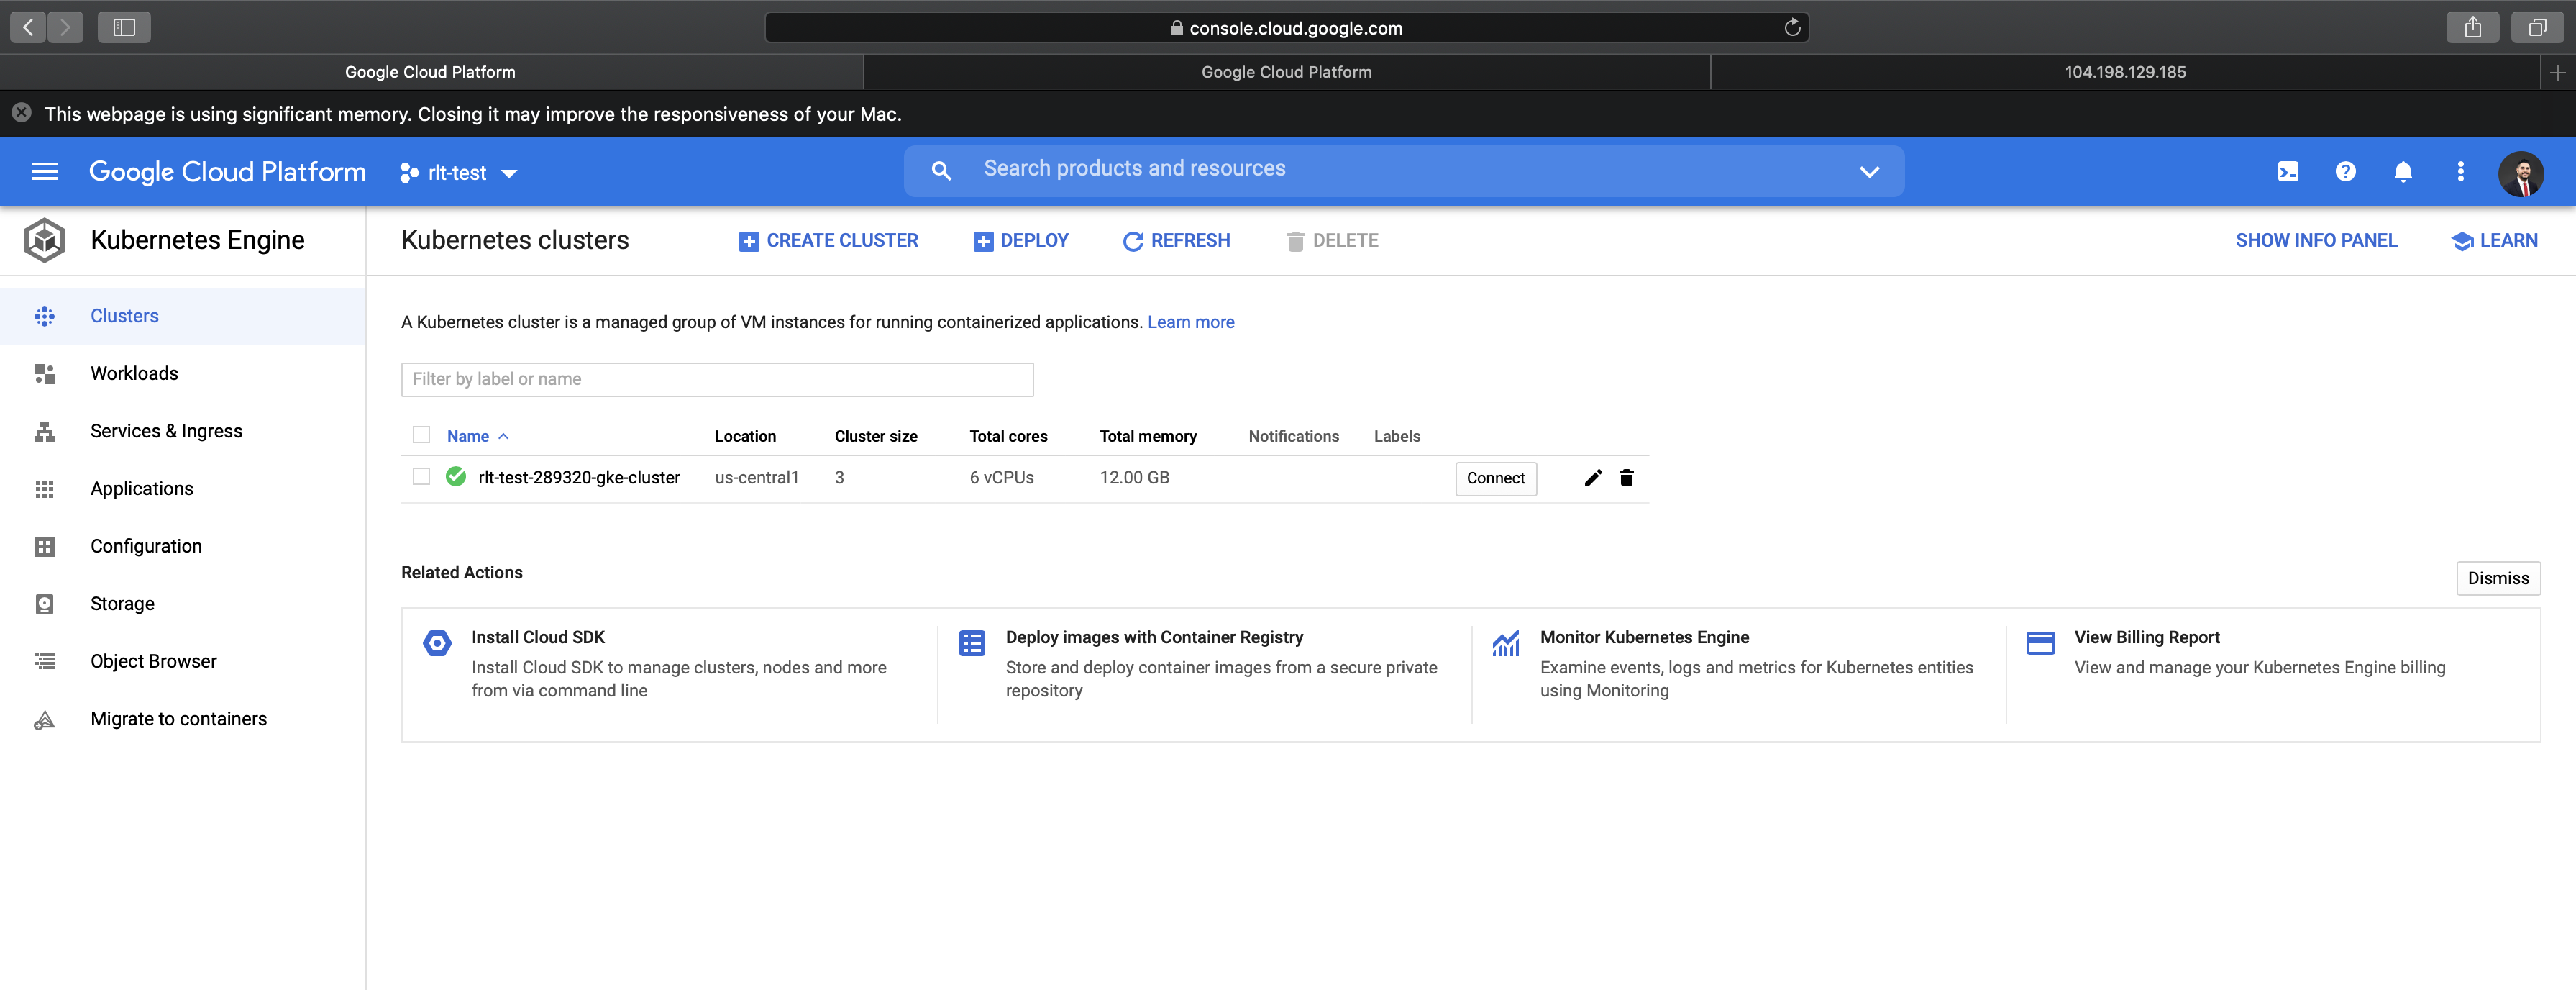 console.cloud.google.com
Google Cloud Platform
Google Cloud Platform
104.198.129.185
This webpage is using significant memory. Closing it may improve the responsiveness of your Mac.
Google Cloud Platform
rlt-test
Search products and resources
Kubernetes Engine
Kubernetes clusters
CREATE CLUSTER
DEPLOY
REFRESH
DELETE
SHOW INFO PANEL
LEARN
Clusters
Workloads
Services & Ingress
Applications
Configuration
Storage
Object Browser
Migrate to containers
A Kubernetes cluster is a managed group of VM instances for running containerized applications. Learn more
Filter by label or name
Name Location Cluster size Total cores Total memory Notifications Labels
rlt-test-289320-gke-cluster us-central1 3 6 vCPUs 12.00 GB Connect
Related Actions
Dismiss
Install Cloud SDK
Install Cloud SDK to manage clusters, nodes and more
from via command line
Deploy images with Container Registry
Store and deploy container images from a secure private
repository
Monitor Kubernetes Engine
Examine events, logs and metrics for Kubernetes entities
using Monitoring
View Billing Report
View and manage your Kubernetes Engine billing